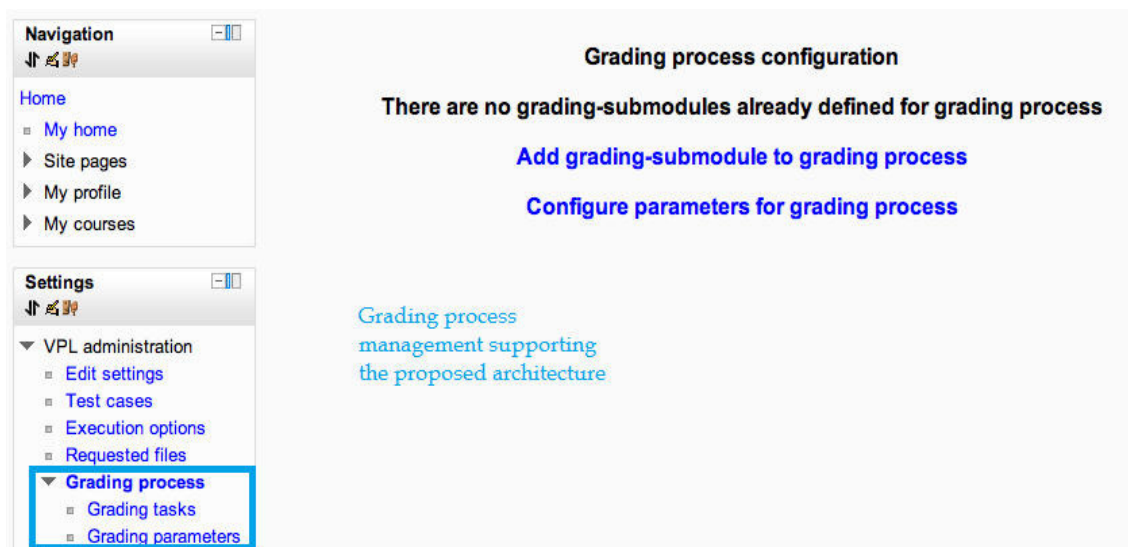 Navigation
Home
My home
Site pages
My profile
My courses
Settings
VPL administration
Edit settings
Test cases
Execution options
Requested files
Grading process
Grading tasks
Grading parameters
Grading process configuration
There are no grading-submodules already defined for grading process
Add grading-submodule to grading process
Configure parameters for grading process
Grading process
management supporting
the proposed architecture